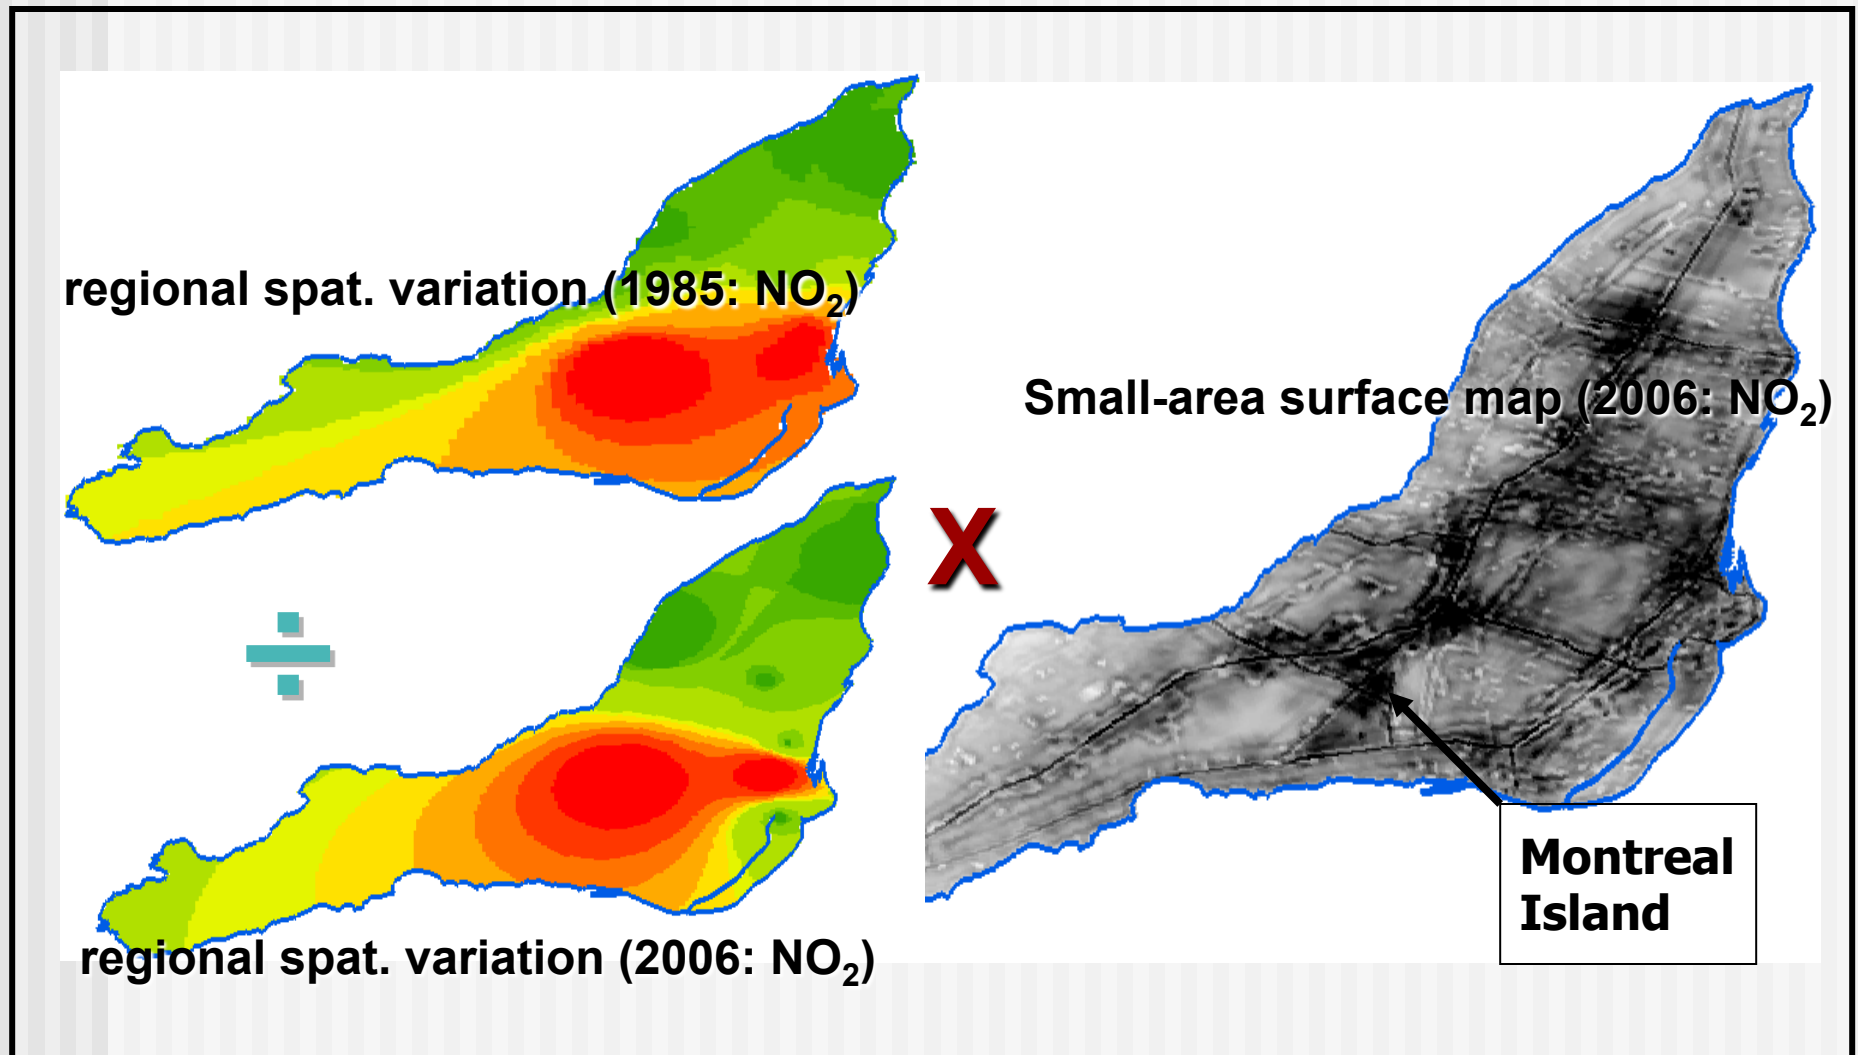 regional spat. variation (1985: NO₂)
Small-area surface map (2006: NO₂)
÷
X
Montreal
Island
regional spat. variation (2006: NO₂)